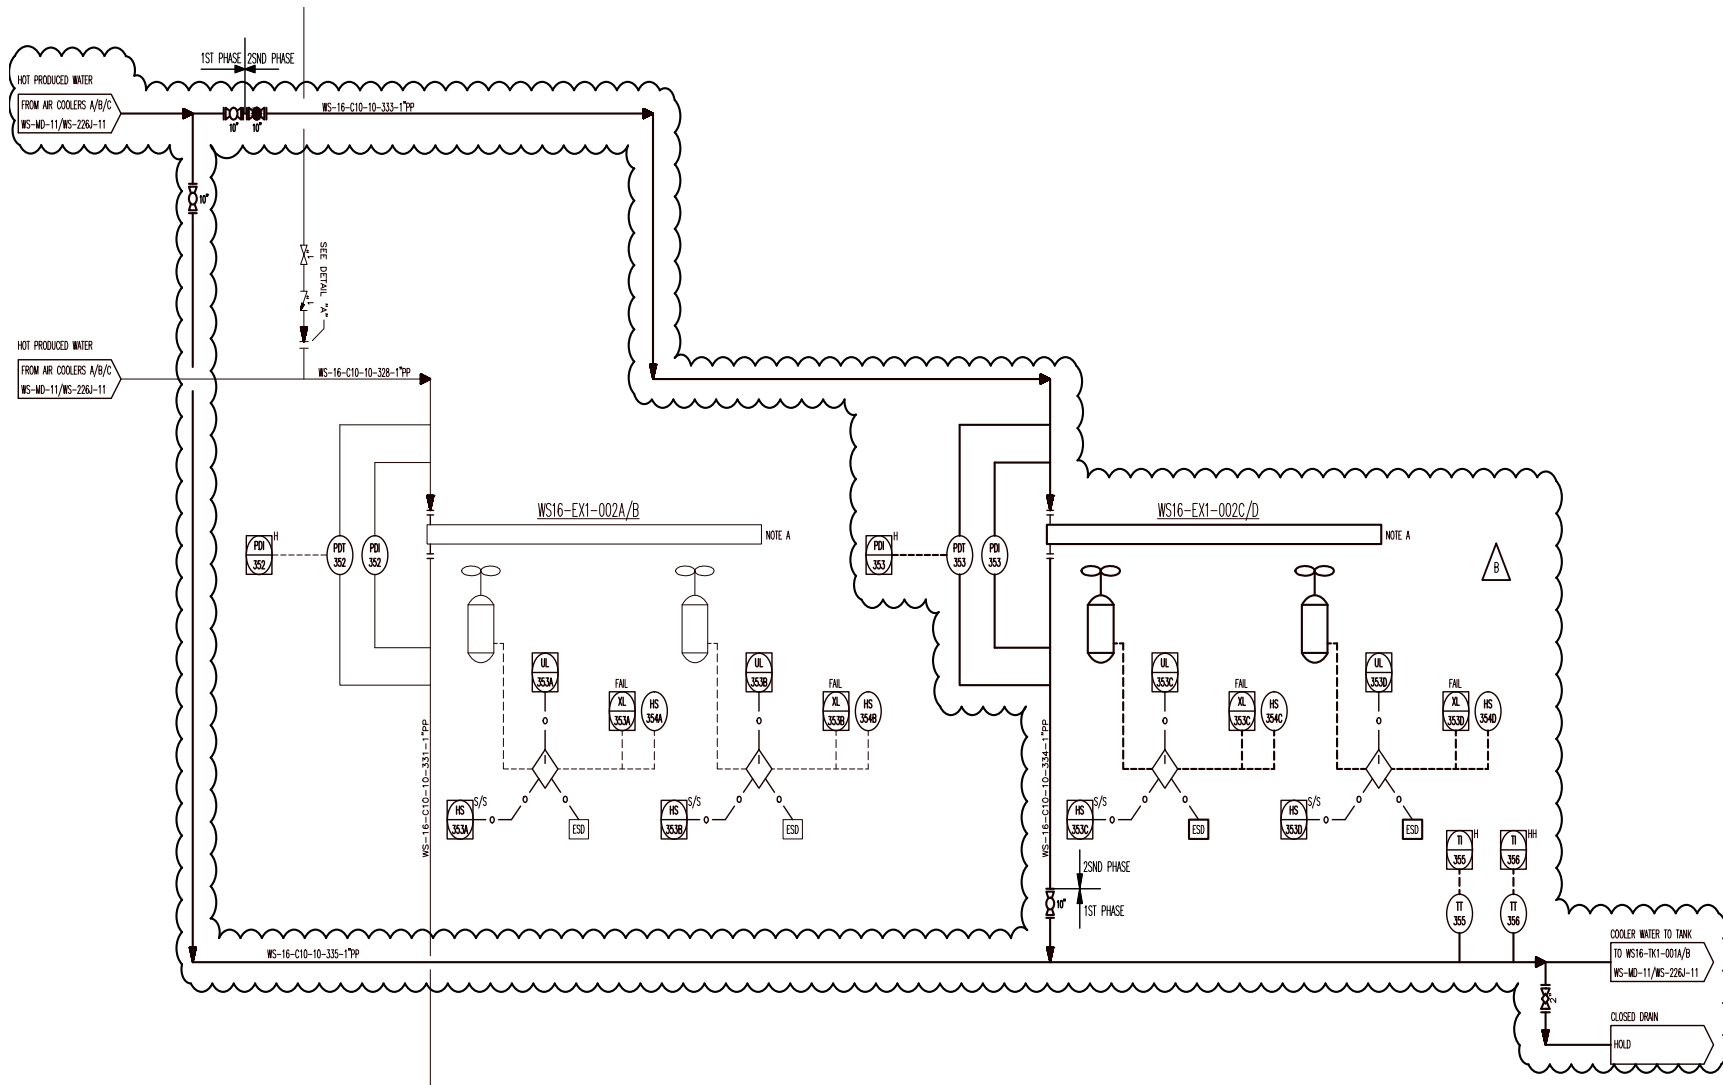 1ST PHASE
2SND PHASE
HOT PRODUCED WATER
FROM AIR COOLERS A/B/C
WS-MD-11/WS-226J-11
WS-16-C10-10-333-1"PP
10"
10"
10"
1"
1"
SEE DETAIL "A"
HOT PRODUCED WATER
FROM AIR COOLERS A/B/C
WS-MD-11/WS-226J-11
WS-16-C10-10-328-1"PP
WS16-EX1-002A/B
NOTE A
PDI
352
H
PDT
352
PDI
352
UL
353A
FAIL
XL
353A
HS
354A
HS
353A
S/S
ESD
UL
353B
FAIL
XL
353B
HS
354B
HS
353B
S/S
ESD
WS-16-C10-10-331-1"PP
WS16-EX1-002C/D
NOTE A
B
PDI
353
H
PDT
353
PDI
353
UL
353C
FAIL
XL
353C
HS
354C
HS
353C
S/S
ESD
UL
353D
FAIL
XL
353D
HS
354D
HS
353D
S/S
ESD
WS-16-C10-10-334-1"PP
2SND PHASE
1ST PHASE
10"
TI
355
H
TI
356
HH
TT
355
TT
356
WS-16-C10-10-335-1"PP
COOLER WATER TO TANK
TO WS16-TK1-001A/B
WS-MD-11/WS-226J-11
2"
CLOSED DRAIN
HOLD